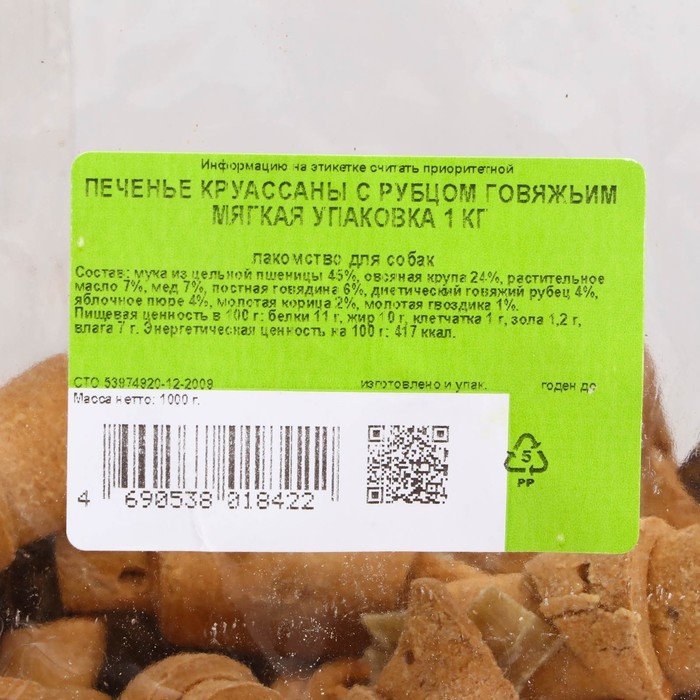 Информацию на этикетке считать приоритетной
ПЕЧЕНЬЕ КРУАССАНЫ С РУБЦОМ ГОВЯЖЬИМ
МЯГКАЯ УПАКОВКА 1 КГ
лакомство для собак
Состав: мука из цельной пшеницы 45%, овсяная крупа 24%, растительное
масло 7%, мед 7%, постная говядина 6%, диетический говяжий рубец 4%,
яблочное пюре 4%, молотая корица 2%, молотая гвоздика 1%.
Пищевая ценность в 100 г: белки 11 г, жир 10 г, клетчатка 1 г, зола 1,2 г,
влага 7 г. Энергетическая ценность на 100 г: 417 ккал.
СТО 53974920-12-2009 изготовлено и упак. годен до
Масса нетто: 1000 г.
4 690538 018422
5
PP